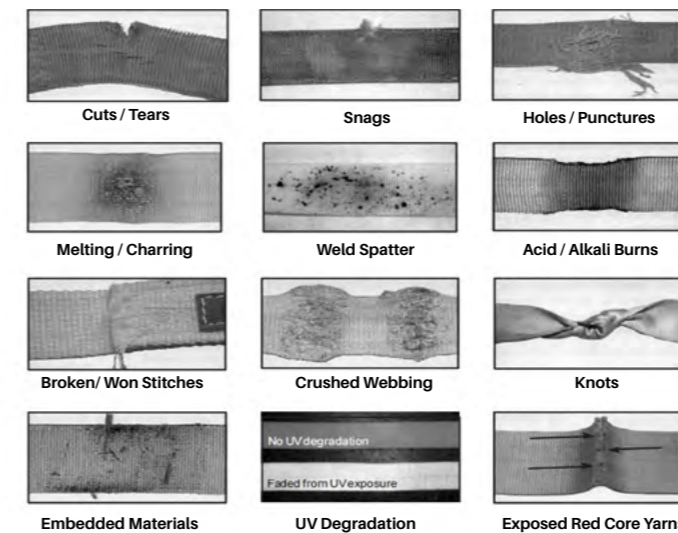 Cuts / Tears
Snags
Holes / Punctures
Melting / Charring
Weld Spatter
Acid / Alkali Burns
Broken/ Won Stitches
Crushed Webbing
Knots
No UV degradation
Faded from UV exposure
Embedded Materials
UV Degradation
Exposed Red Core Yarn